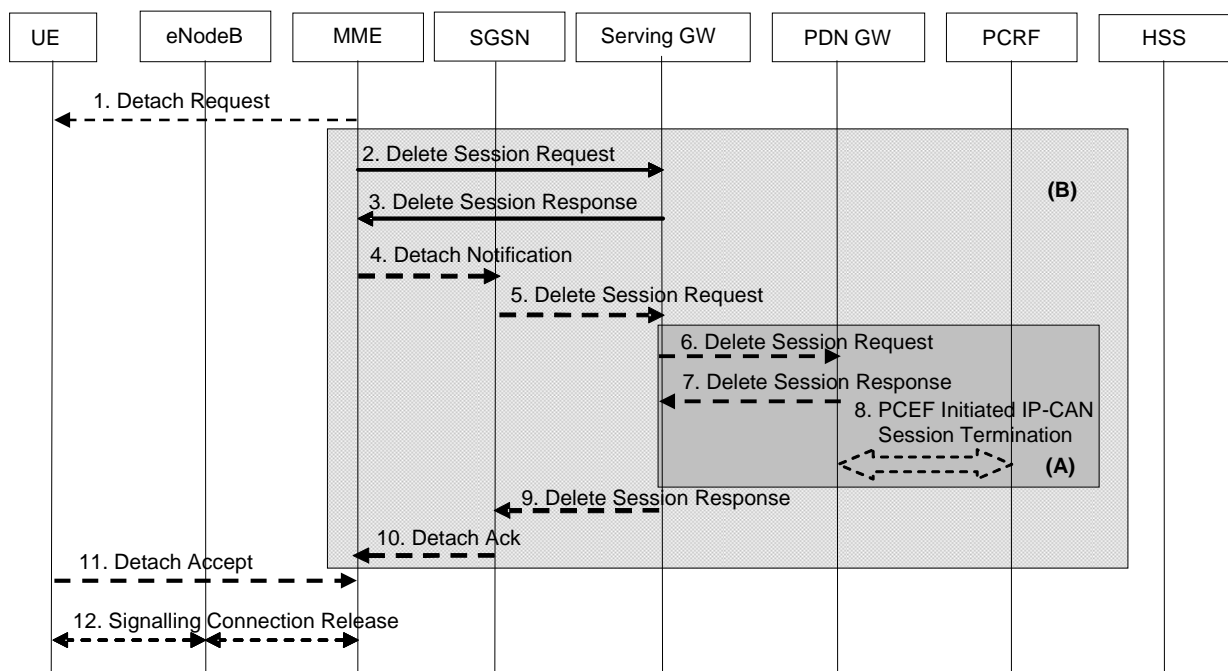 UE
eNodeB
MME
SGSN
Serving GW
PDN GW
PCRF
HSS
1. Detach Request
2. Delete Session Request
(B)
3. Delete Session Response
4. Detach Notification
5. Delete Session Request
6. Delete Session Request
7. Delete Session Response
8. PCEF Initiated IP-CAN
Session Termination
(A)
9. Delete Session Response
10. Detach Ack
11. Detach Accept
12. Signalling Connection Release